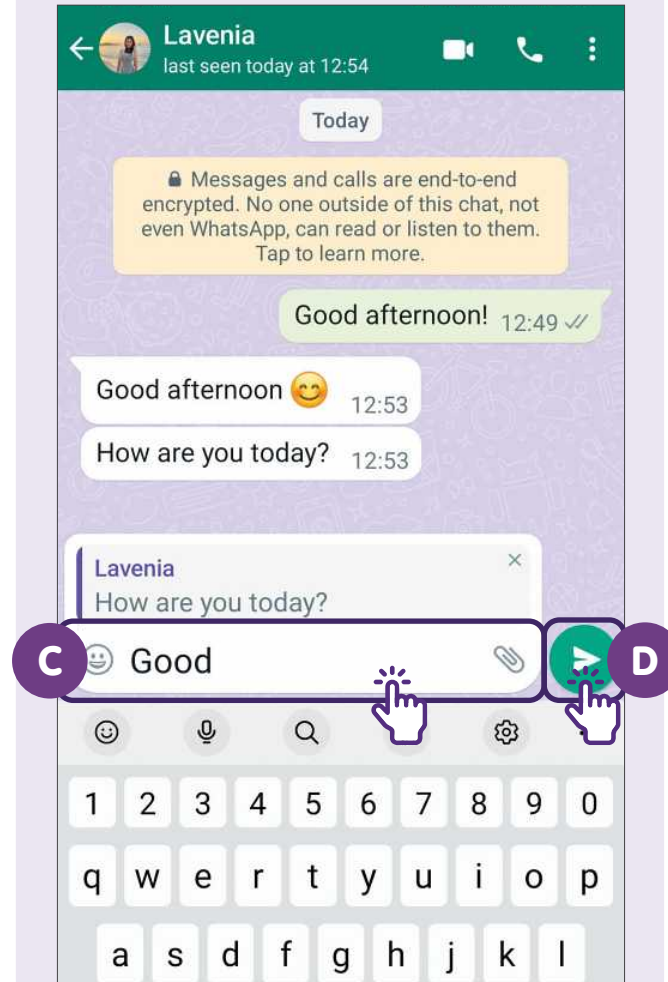 Lavenia
last seen today at 12:54
Today
Messages and calls are end-to-end
encrypted. No one outside of this chat, not
even WhatsApp, can read or listen to them.
Tap to learn more.
Good afternoon! 12:49
Good afternoon 😊 12:53
How are you today? 12:53
Lavenia
How are you today?
C Good D
1 2 3 4 5 6 7 8 9 0
q w e r t y u i o p
a s d f g h j k l